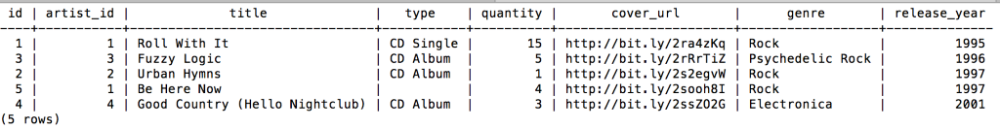 id | artist_id | title | type | quantity | cover_url | genre | release_year
1 | 1 | Roll With It | CD Single | 15 | http://bit.ly/2ra4zKq | Rock | 1995
3 | 3 | Fuzzy Logic | CD Album | 5 | http://bit.ly/2rRrTiZ | Psychedelic Rock | 1996
2 | 2 | Urban Hymns | CD Album | 1 | http://bit.ly/2s2egvW | Rock | 1997
5 | 1 | Be Here Now | | 4 | http://bit.ly/2sooh8I | Rock | 1997
4 | 4 | Good Country (Hello Nightclub) | CD Album | 3 | http://bit.ly/2ssZO2G | Electronica | 2001
(5 rows)